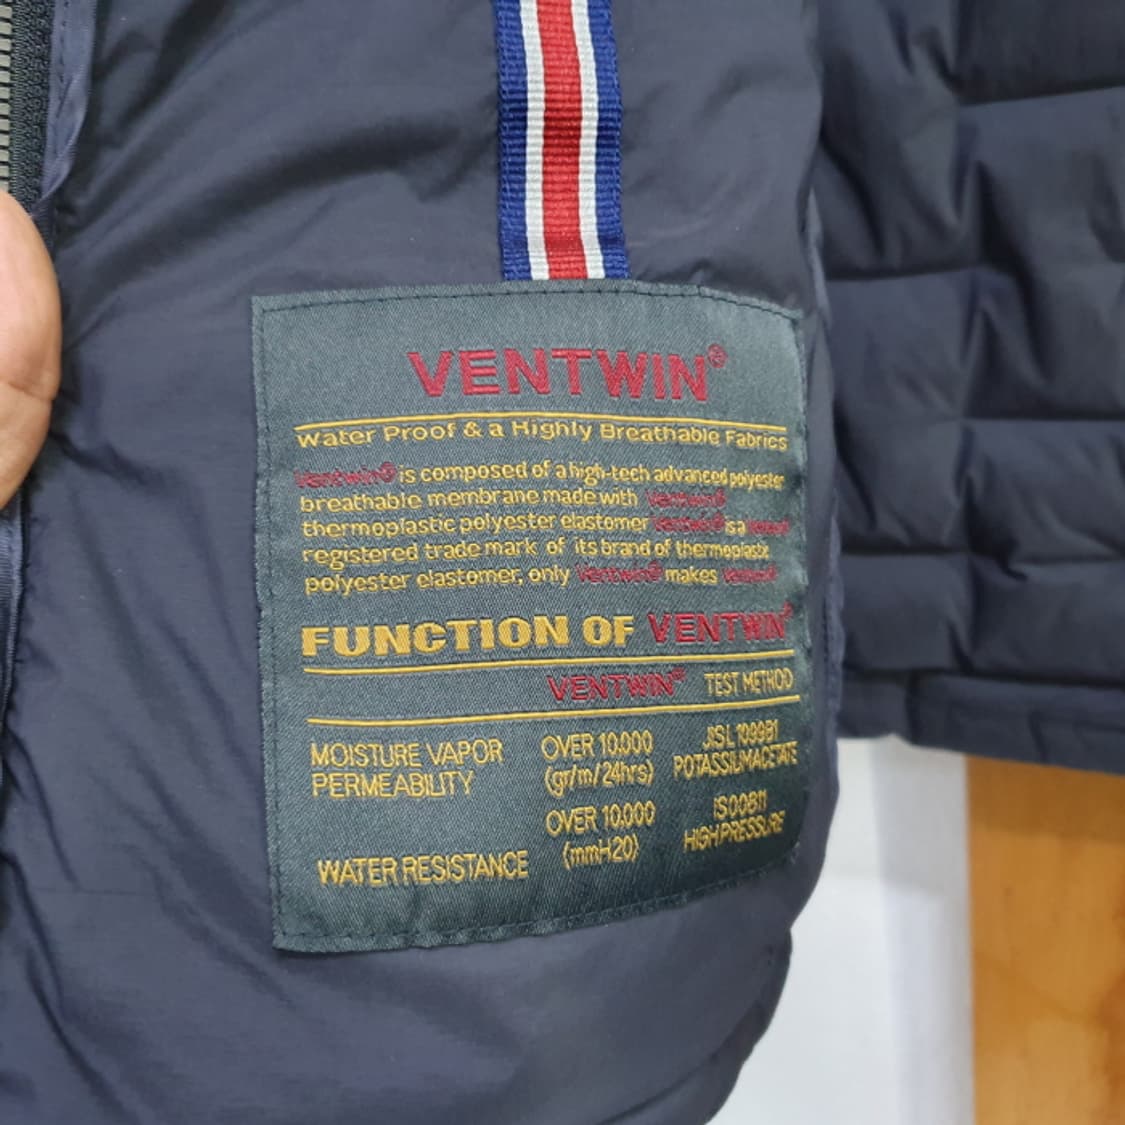 VENTWIN®
Water Proof & a Highly Breathable Fabrics
Ventwin® is composed of a high-tech advanced polyester
breathable membrane made with Ventwin®
thermoplastic polyester elastomer Ventwin® is a
registered trade mark of its brand of thermoplastic
polyester elastomer, only Ventwin® makes
FUNCTION OF VENTWIN®
VENTWIN® TEST METHOD
MOISTURE VAPOR PERMEABILITY
OVER 10.000
(gr/m/24hrs)
JISL1099B1
POTASSIUMACETATE
WATER RESISTANCE
OVER 10.000
(mmH20)
ISO0811
HIGHPRESSURE